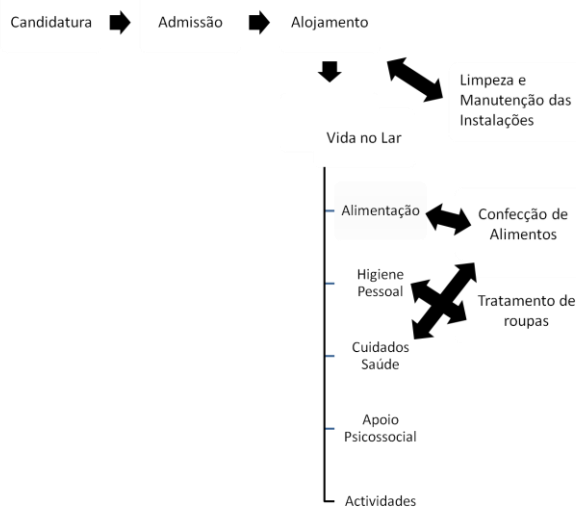 Candidatura
Admissão
Alojamento
Limpeza e
Manutenção das
Instalações
Vida no Lar
Alimentação
Confecção de
Alimentos
Higiene
Pessoal
Tratamento de
roupas
Cuidados
Saúde
Apoio
Psicossocial
Actividades